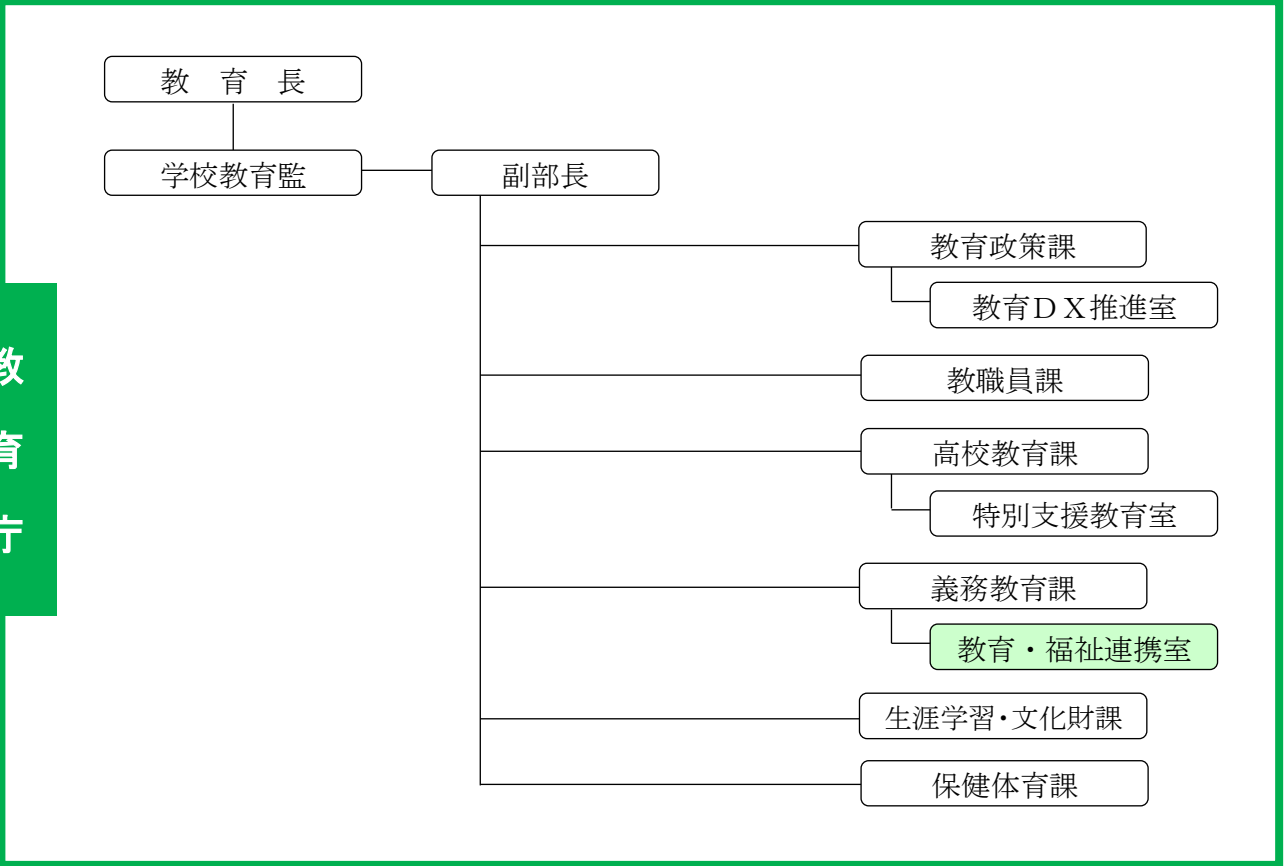 教　育　長
学校教育監
副部長
教育政策課
教育ＤＸ推進室
教職員課
高校教育課
特別支援教育室
義務教育課
教育・福祉連携室
生涯学習・文化財課
保健体育課
教育庁